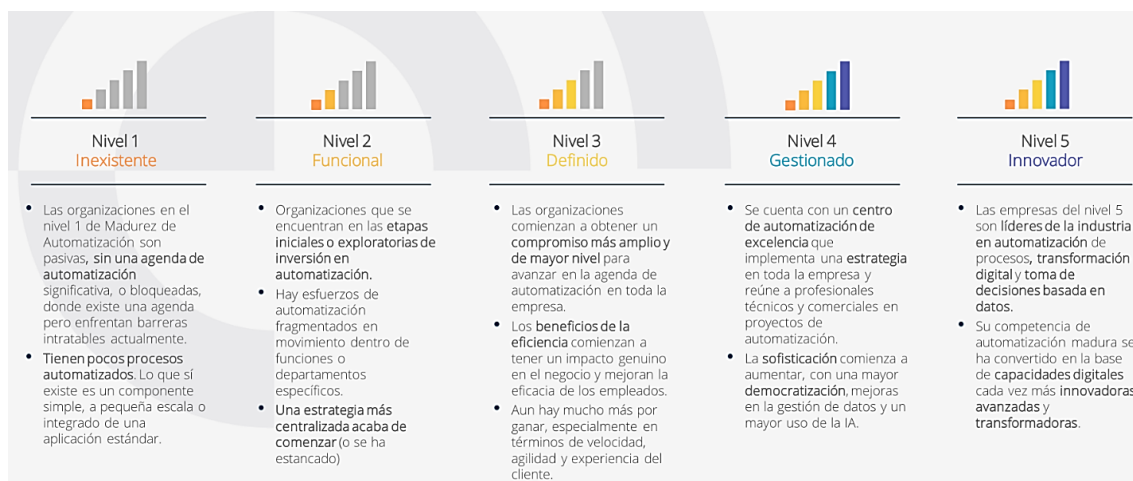 Nivel 1
Inexistente
• Las organizaciones en el
nivel 1 de Madurez de
Automatización son
pasivas, sin una agenda de
automatización
significativa, o bloqueadas,
donde existe una agenda
pero enfrentan barreras
intratables actualmente.
• Tienen pocos procesos
automatizados. Lo que sí
existe es un componente
simple, a pequeña escala o
integrado de una
aplicación estándar.
Nivel 2
Funcional
• Organizaciones que se
encuentran en las etapas
iniciales o exploratorias de
inversión en
automatización.
• Hay esfuerzos de
automatización
fragmentados en
movimiento dentro de
funciones o
departamentos
específicos.
• Una estrategia más
centralizada acaba de
comenzar (o se ha
estancado)
Nivel 3
Definido
• Las organizaciones
comienzan a obtener un
compromiso más amplio y
de mayor nivel para
avanzar en la agenda de
automatización en toda la
empresa.
• Los beneficios de la
eficiencia comienzan a
tener un impacto genuino
en el negocio y mejoran la
eficacia de los empleados.
• Aun hay mucho más por
ganar, especialmente en
términos de velocidad,
agilidad y experiencia del
cliente.
Nivel 4
Gestionado
• Se cuenta con un centro
de automatización de
excelencia que
implementa una estrategia
en toda la empresa y
reúne a profesionales
técnicos y comerciales en
proyectos de
automatización.
• La sofisticación comienza a
aumentar, con una mayor
democratización, mejoras
en la gestión de datos y un
mayor uso de la IA.
Nivel 5
Innovador
• Las empresas del nivel 5
son líderes de la industria
en automatización de
procesos, transformación
digital y toma de
decisiones basada en
datos.
• Su competencia de
automatización madura se
ha convertido en la base
de capacidades digitales
cada vez más innovadoras
avanzadas y
transformadoras.